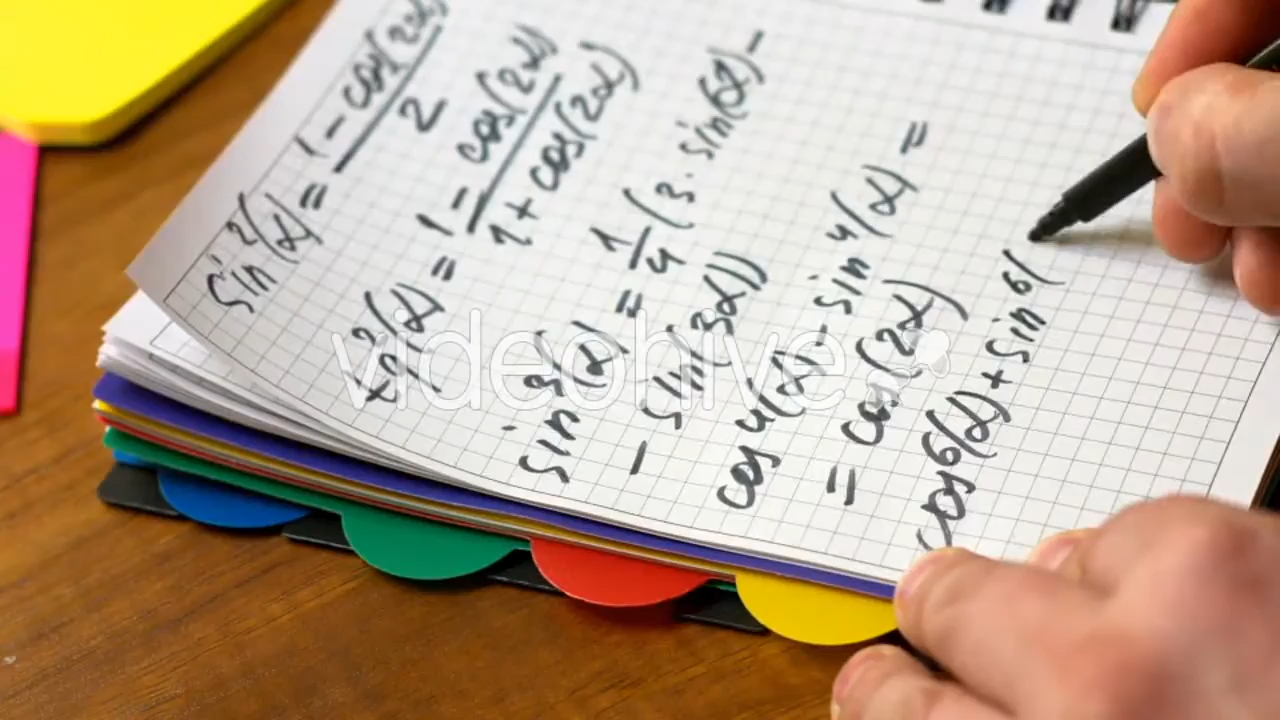 sin²(α) = 1 - cos(2α) / 2
tg²(α) = 1 - cos(2α) / 1 + cos(2α)
sin³(α) = 1/4 (3 · sin(6α) -
- sin(3α))
cos⁴(α) - sin⁴(α) =
= cos(2α)
cos⁶(α) + sin⁶(
videohive